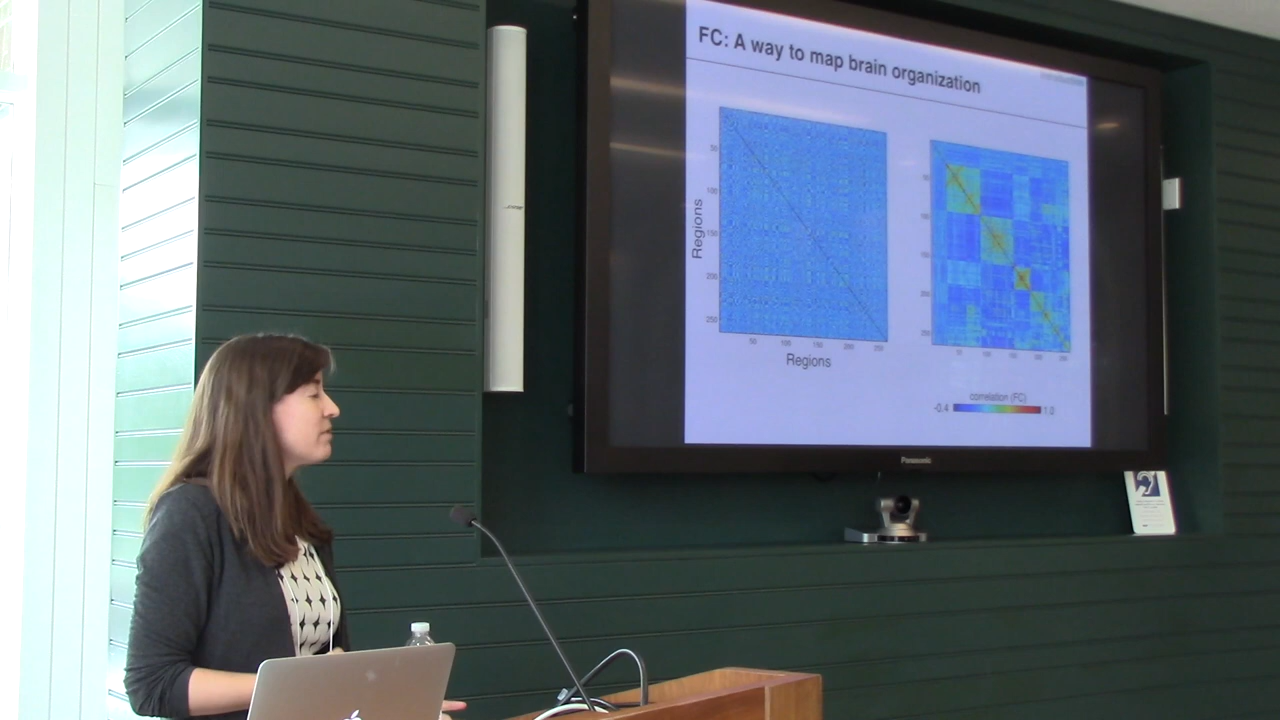 FC: A way to map brain organization
Regions
50
100
150
200
250
50
100
150
200
250
Regions
correlation (FC)
-0.4
1.0
Panasonic